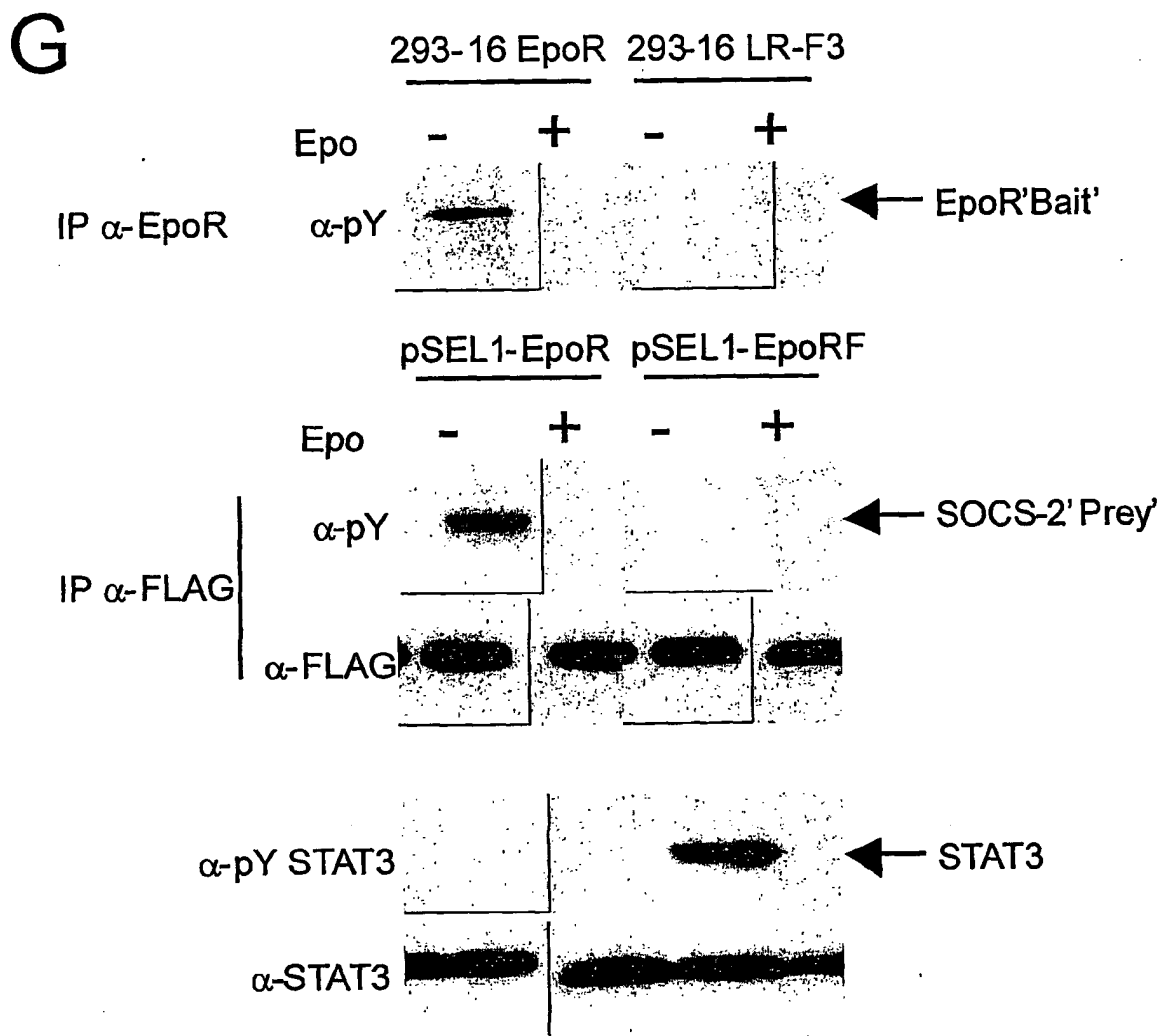 G
293-16 EpoR 293-16 LR-F3
Epo - + - +
IP α-EpoR α-pY EpoR'Bait'
pSEL1-EpoR pSEL1-EpoRF
Epo - + - +
α-pY SOCS-2'Prey'
IP α-FLAG
α-FLAG
α-pY STAT3 STAT3
α-STAT3